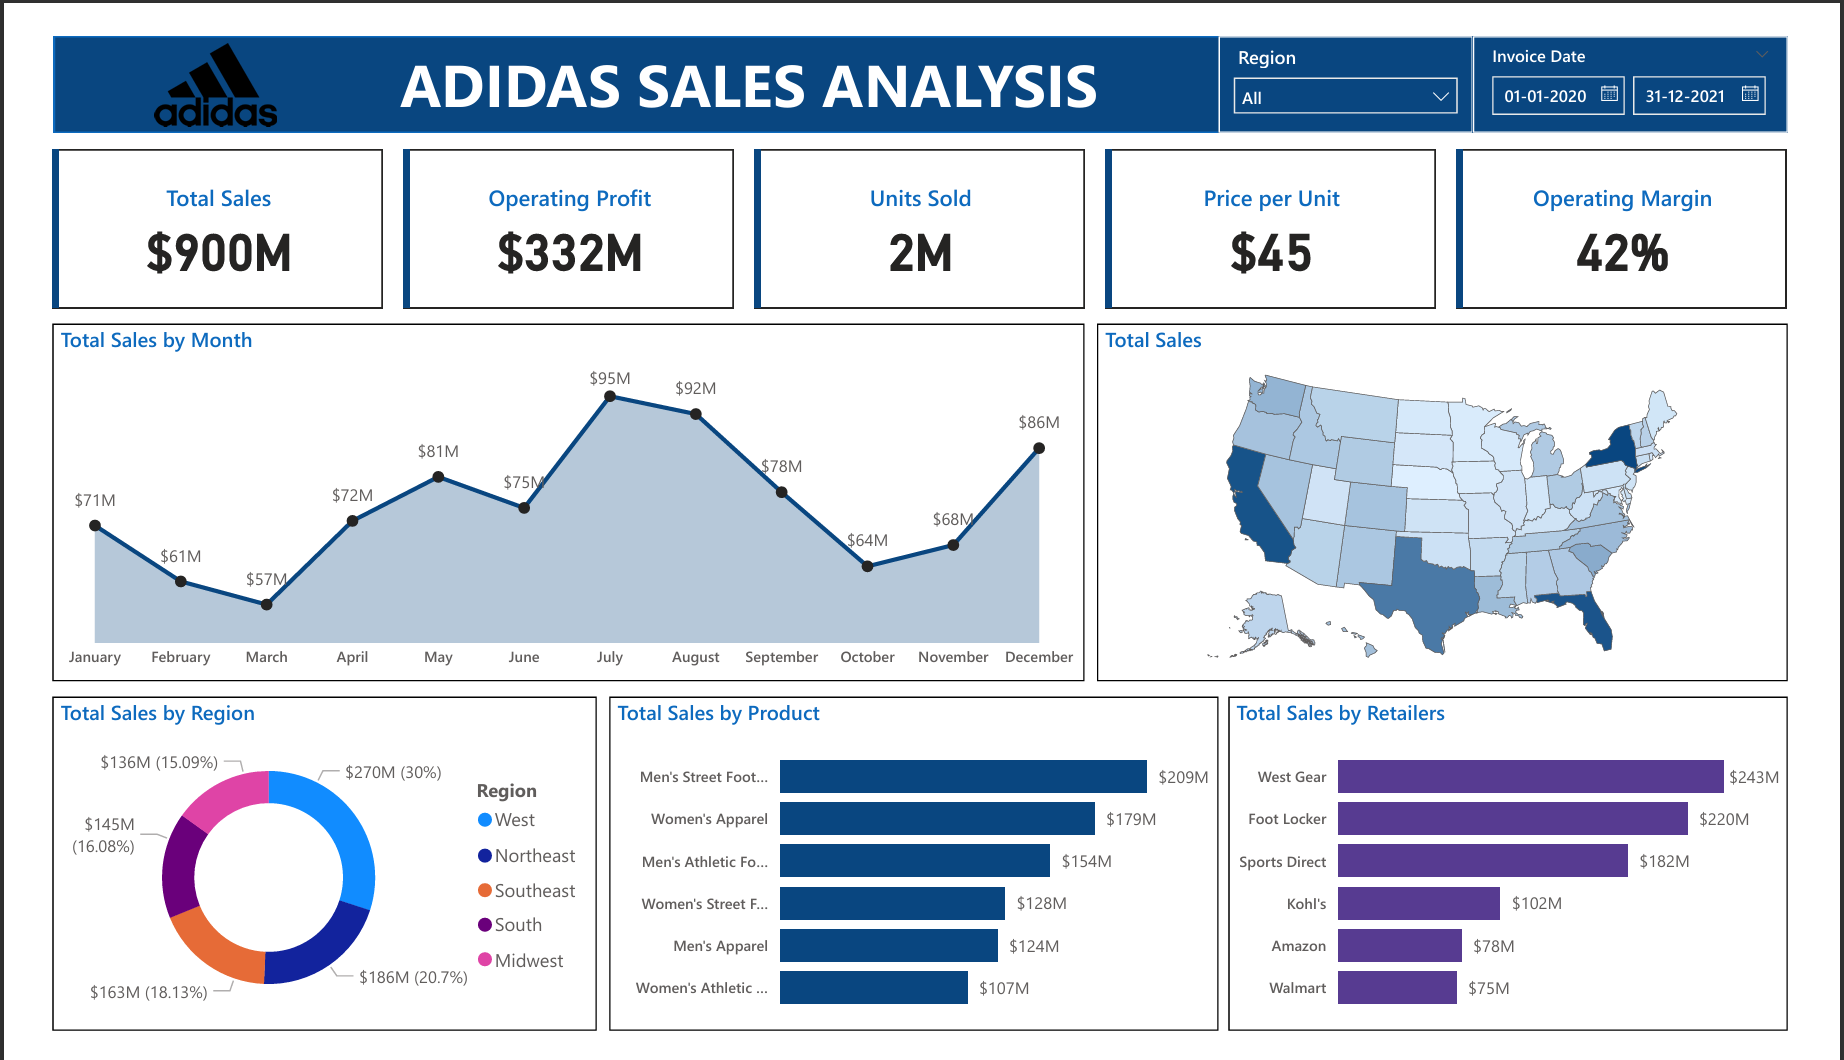 adidas
ADIDAS SALES ANALYSIS
Region
All
Invoice Date
01-01-2020
31-12-2021
Total Sales
$900M
Operating Profit
$332M
Units Sold
2M
Price per Unit
$45
Operating Margin
42%
Total Sales by Month
$71M
$61M
$57M
$72M
$81M
$75M
$95M
$92M
$78M
$64M
$68M
$86M
January February March April May June July August September October November December
Total Sales
Total Sales by Region
$136M (15.09%)
$270M (30%)
$145M
(16.08%)
$163M (18.13%)
$186M (20.7%)
Region
West
Northeast
Southeast
South
Midwest
Total Sales by Product
Men's Street Foot... $209M
Women's Apparel $179M
Men's Athletic Fo... $154M
Women's Street F... $128M
Men's Apparel $124M
Women's Athletic ... $107M
Total Sales by Retailers
West Gear $243M
Foot Locker $220M
Sports Direct $182M
Kohl's $102M
Amazon $78M
Walmart $75M